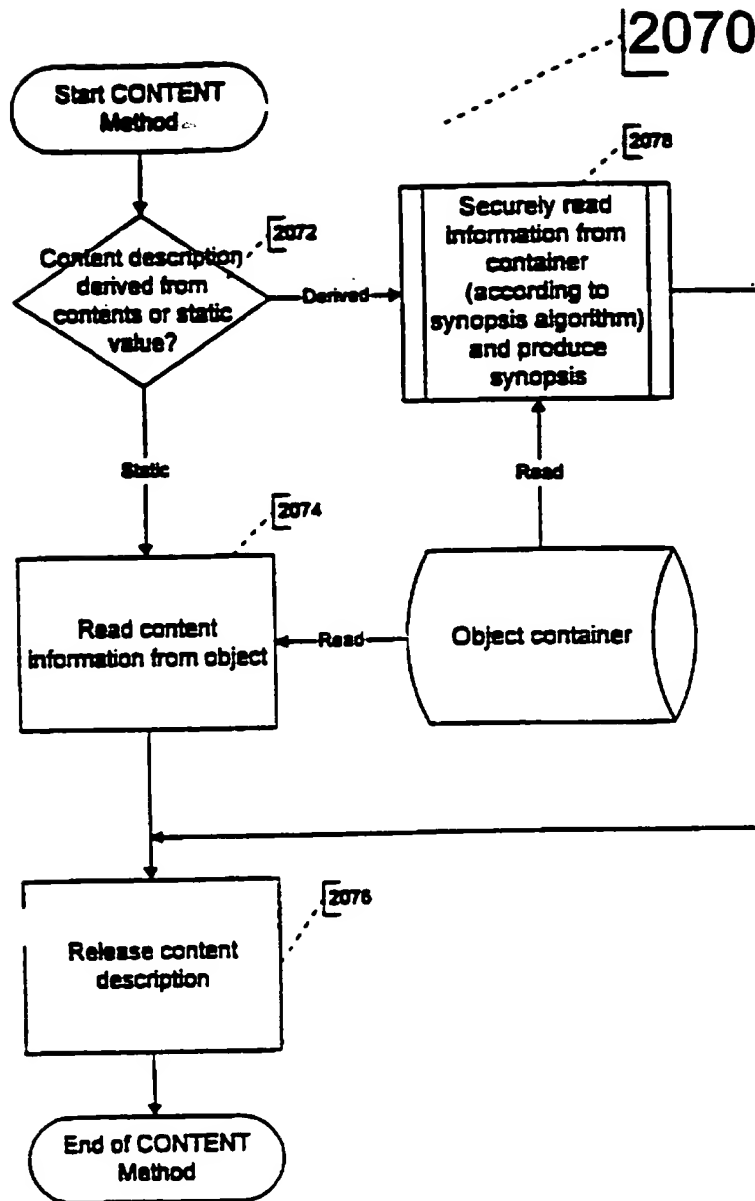 2070
Start CONTENT
Method
2078
Securely read
information from
container
(according to
synopsis algorithm)
and produce
synopsis
2072
Content description
derived from
contents or static
value?
Derived
Static
Read
2074
Read content
information from object
Read
Object container
2076
Release content
description
End of CONTENT
Method